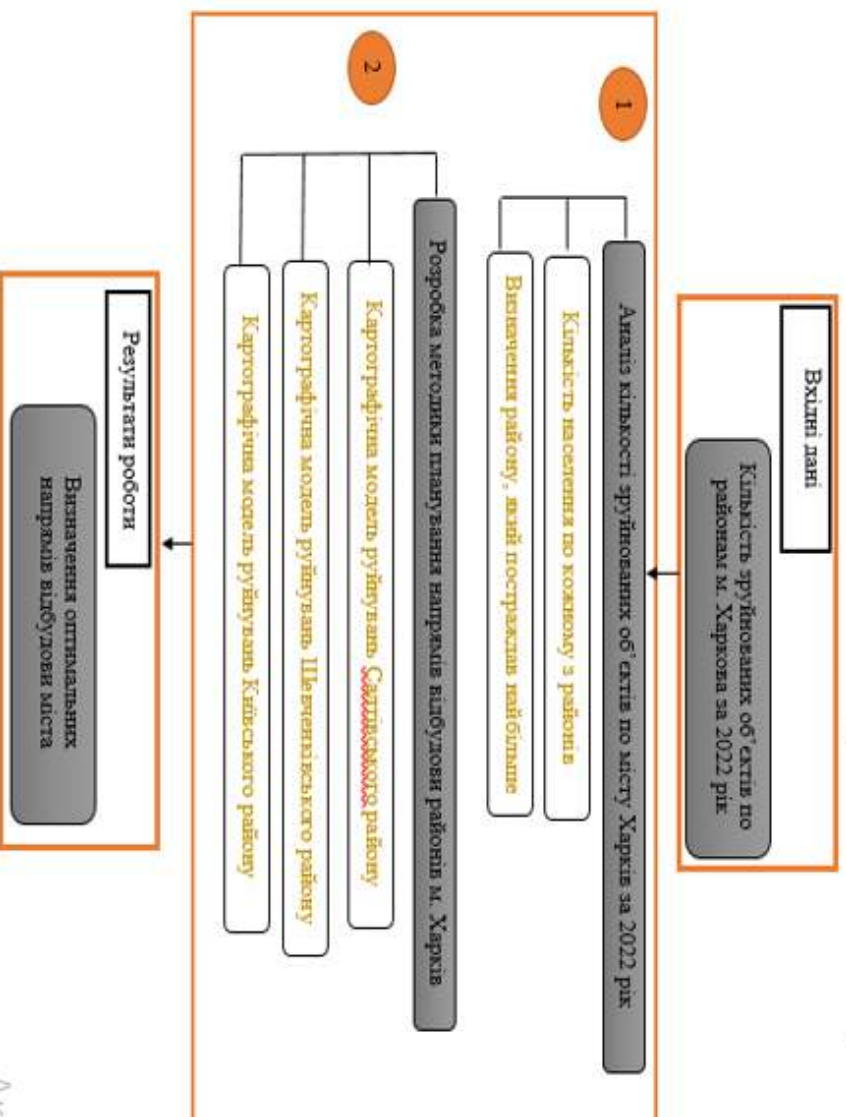 Вхідні дані
Кількість зруйнованих об’єктів по
районам м. Харкова за 2022 рік
1
Аналіз кількості зруйнованих об’єктів по місту Харків за 2022 рік
Кількість населення по кожному з районів
Визначення району, який постраждав найбільше
2
Розробка методики планування напрямів відбудови районів м. Харків
Картографічна модель руйнувань Салтівського району
Картографічна модель руйнувань Шевченківського району
Картографічна модель руйнувань Київського району
Результати роботи
Визначення оптимальних
напрямів відбудови міста